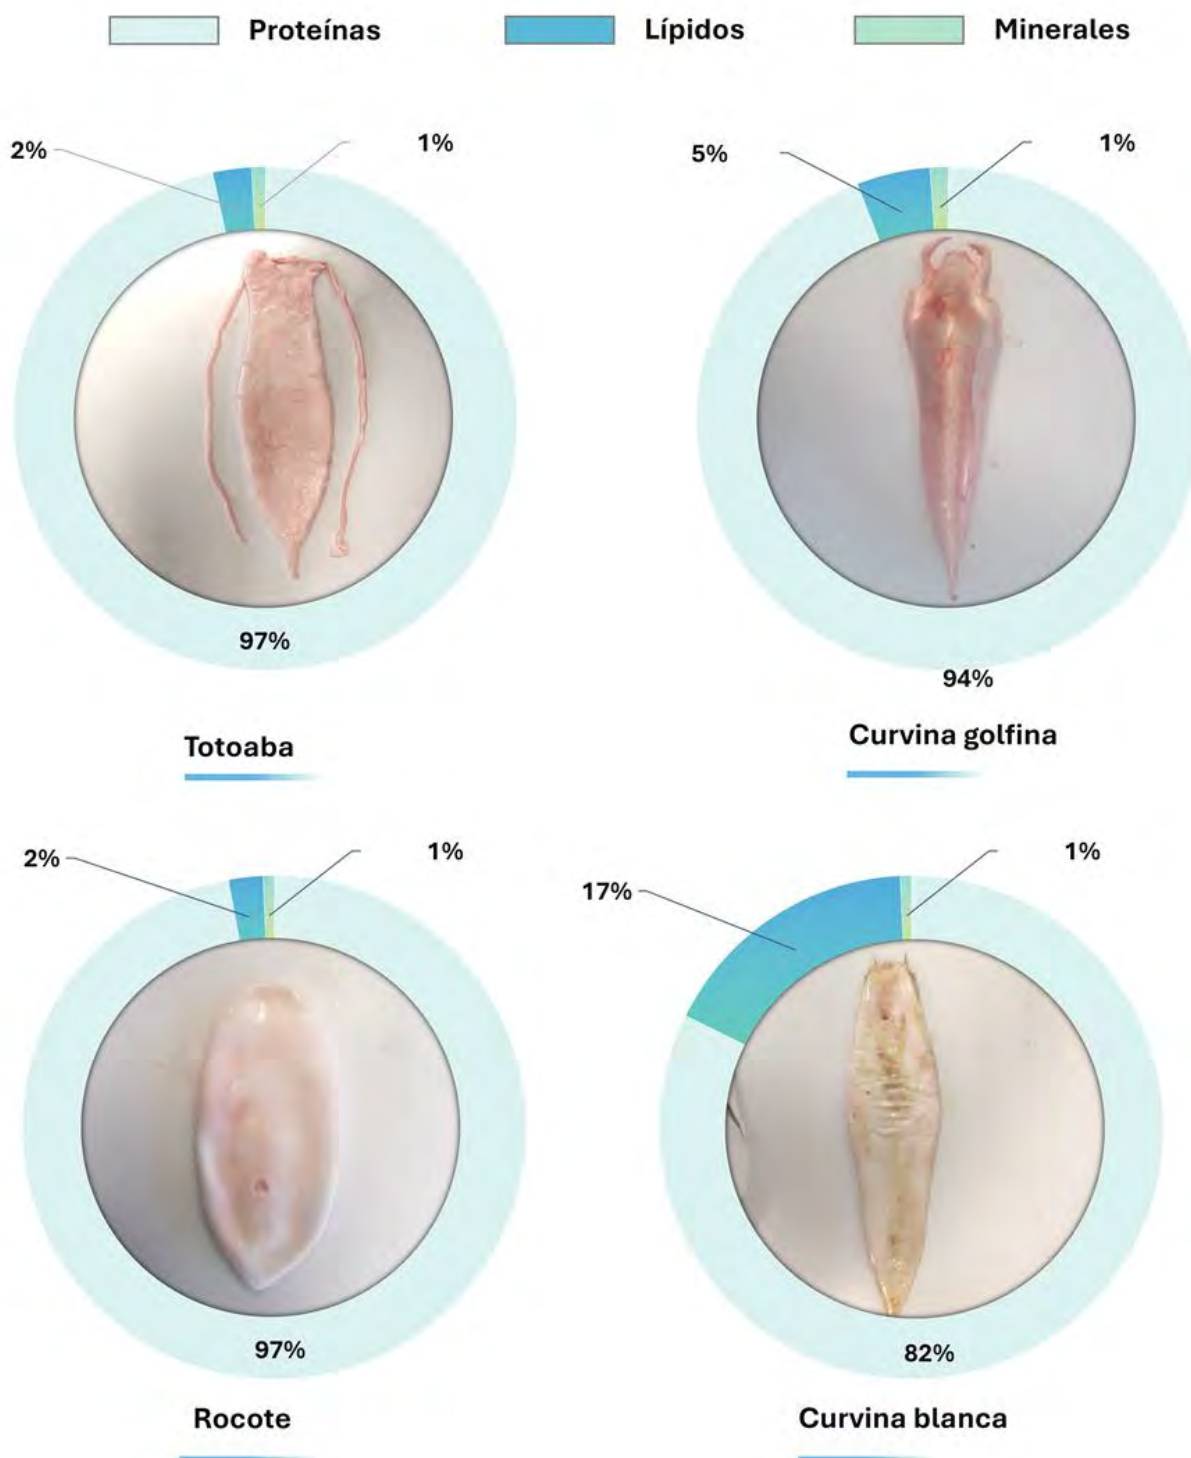 Proteínas Lípidos Minerales
2% 1%
5% 1%
97%
94%
Totoaba
Curvina golfina
2% 1%
17% 1%
97%
82%
Rocote
Curvina blanca